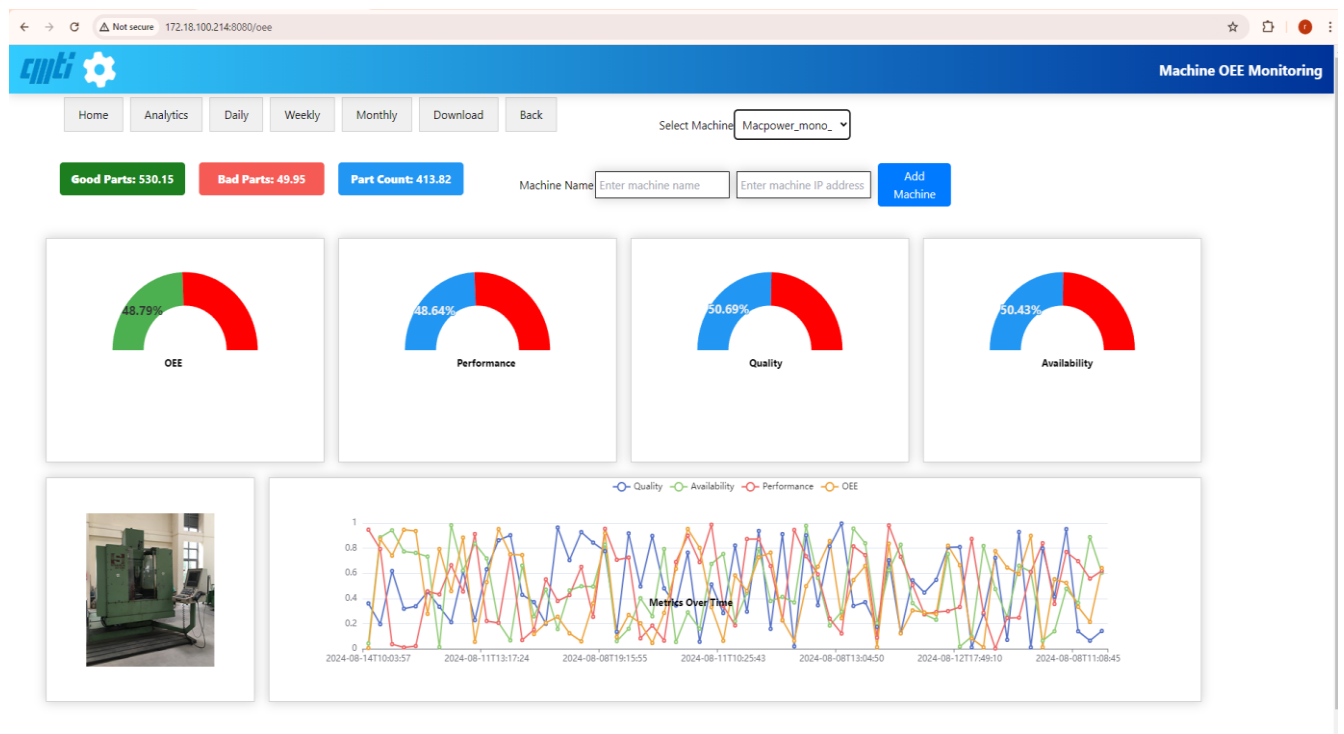 Not secure 172.18.100.214:8080/oee
r
cmti
Machine OEE Monitoring
Home Analytics Daily Weekly Monthly Download Back
Select Machine Macpower_mono_
Good Parts: 530.15 Bad Parts: 49.95 Part Count: 413.82
Machine Name Enter machine name Enter machine IP address Add
Machine
48.79% 48.64% 50.69% 50.43%
OEE Performance Quality Availability
Quality Availability Performance OEE
1
0.8
0.6
0.4
Metrics Over Time
0.2
0
2024-08-14T10:03:57 2024-08-11T13:17:24 2024-08-08T19:15:55 2024-08-11T10:25:43 2024-08-08T13:04:50 2024-08-12T17:49:10 2024-08-08T11:08:45